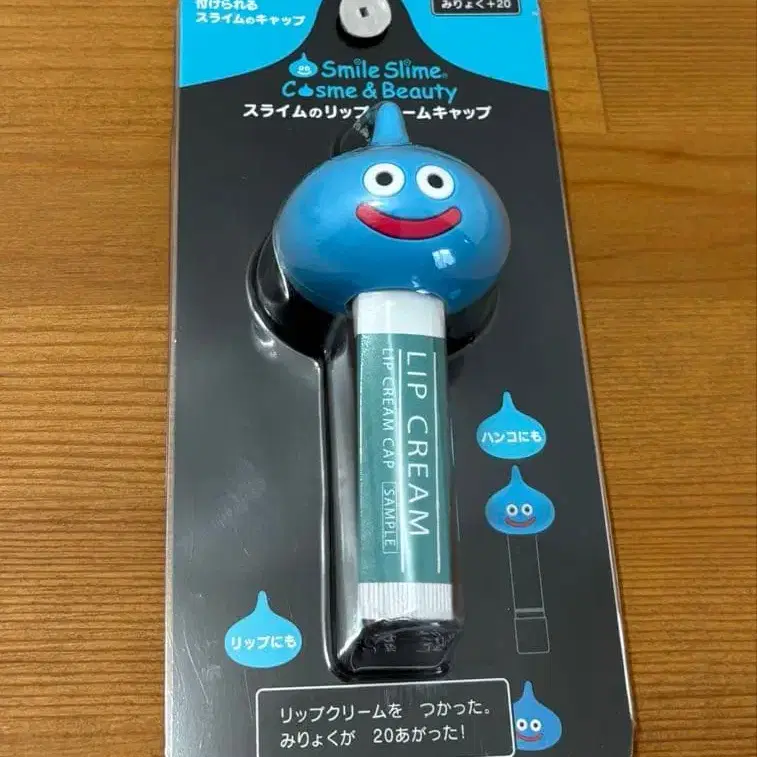 付けられる
スライムのキャップ
みりょく+20
Smile Slime®
Cosme & Beauty
スライムのリップ ームキャップ
LIP CREAM
LIP CREAM CAP SAMPLE
ハンコにも
リップにも
リップクリームを つかった。
みりょくが 20あがった!